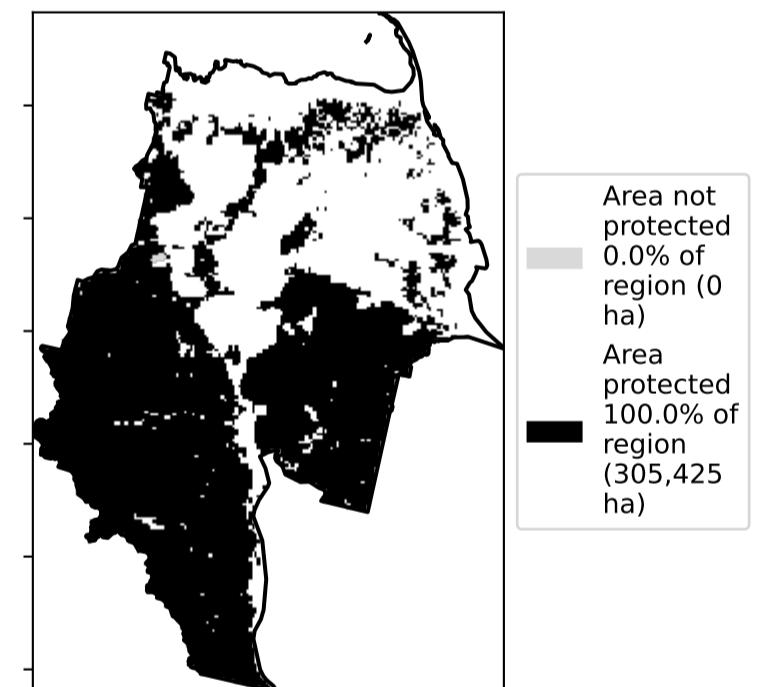 Area not
protected
0.0% of
region (0
ha)
Area
protected
100.0% of
region
(305,425
ha)